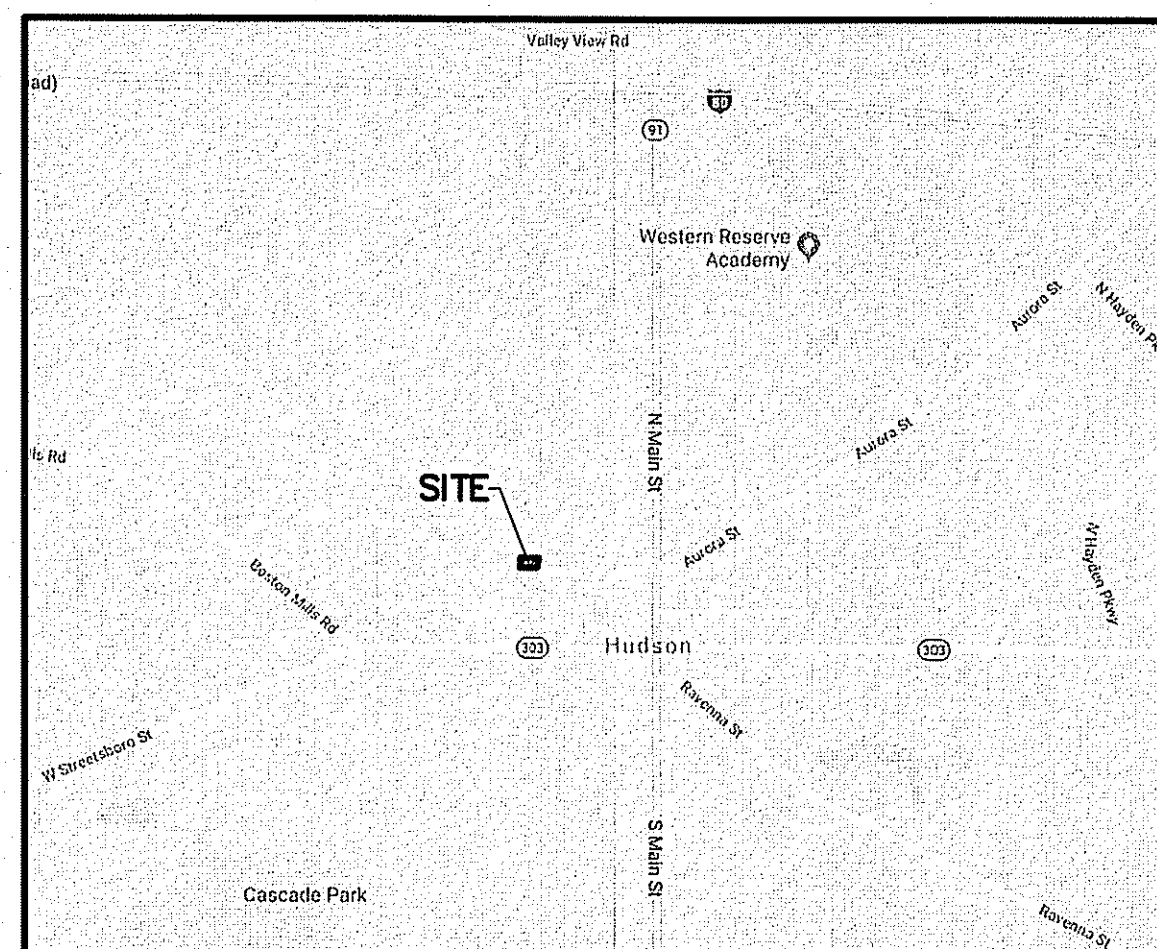 Valley View Rd
ad)
80
91
Western Reserve
Academy
Aurora St
N Hayden Pk
N Main St
Aurora St
ls Rd
SITE
Aurora St
N Hayden Pkwy
Boston Mills Rd
303
Hudson
303
Ravenna St
W Streetsboro St
S Main St
Cascade Park
Ravenna St